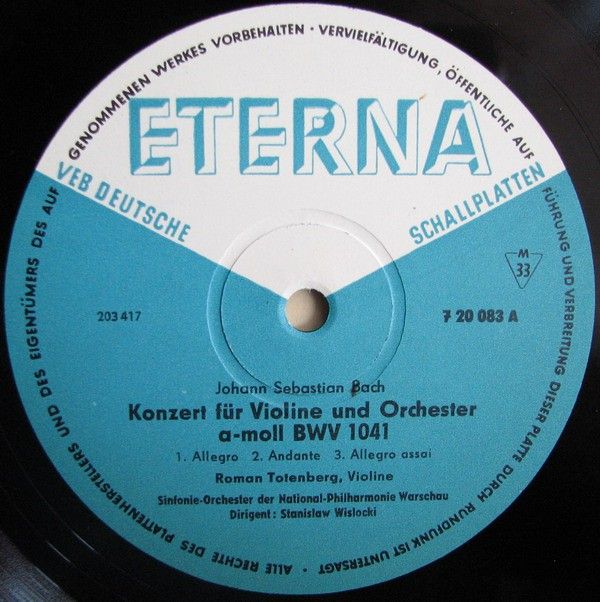 ALLE RECHTE DES PLATTENHERSTELLERS UND DES EIGENTÜMERS DES AUF GENOMMENEN WERKES VORBEHALTEN · VERVIELFÄLTIGUNG, ÖFFENTLICHE AUF FÜHRUNG UND VERBREITUNG DIESER PLATTE DURCH RUNDFUNK IST UNTERSAGT ·
ETERNA
VEB DEUTSCHE SCHALLPLATTEN
M
33
203 417
7 20 083 A
Johann Sebastian Bach
Konzert für Violine und Orchester
a-moll BWV 1041
1. Allegro 2. Andante 3. Allegro assai
Roman Totenberg, Violine
Sinfonie-Orchester der National-Philharmonie Warschau
Dirigent: Stanislaw Wislocki